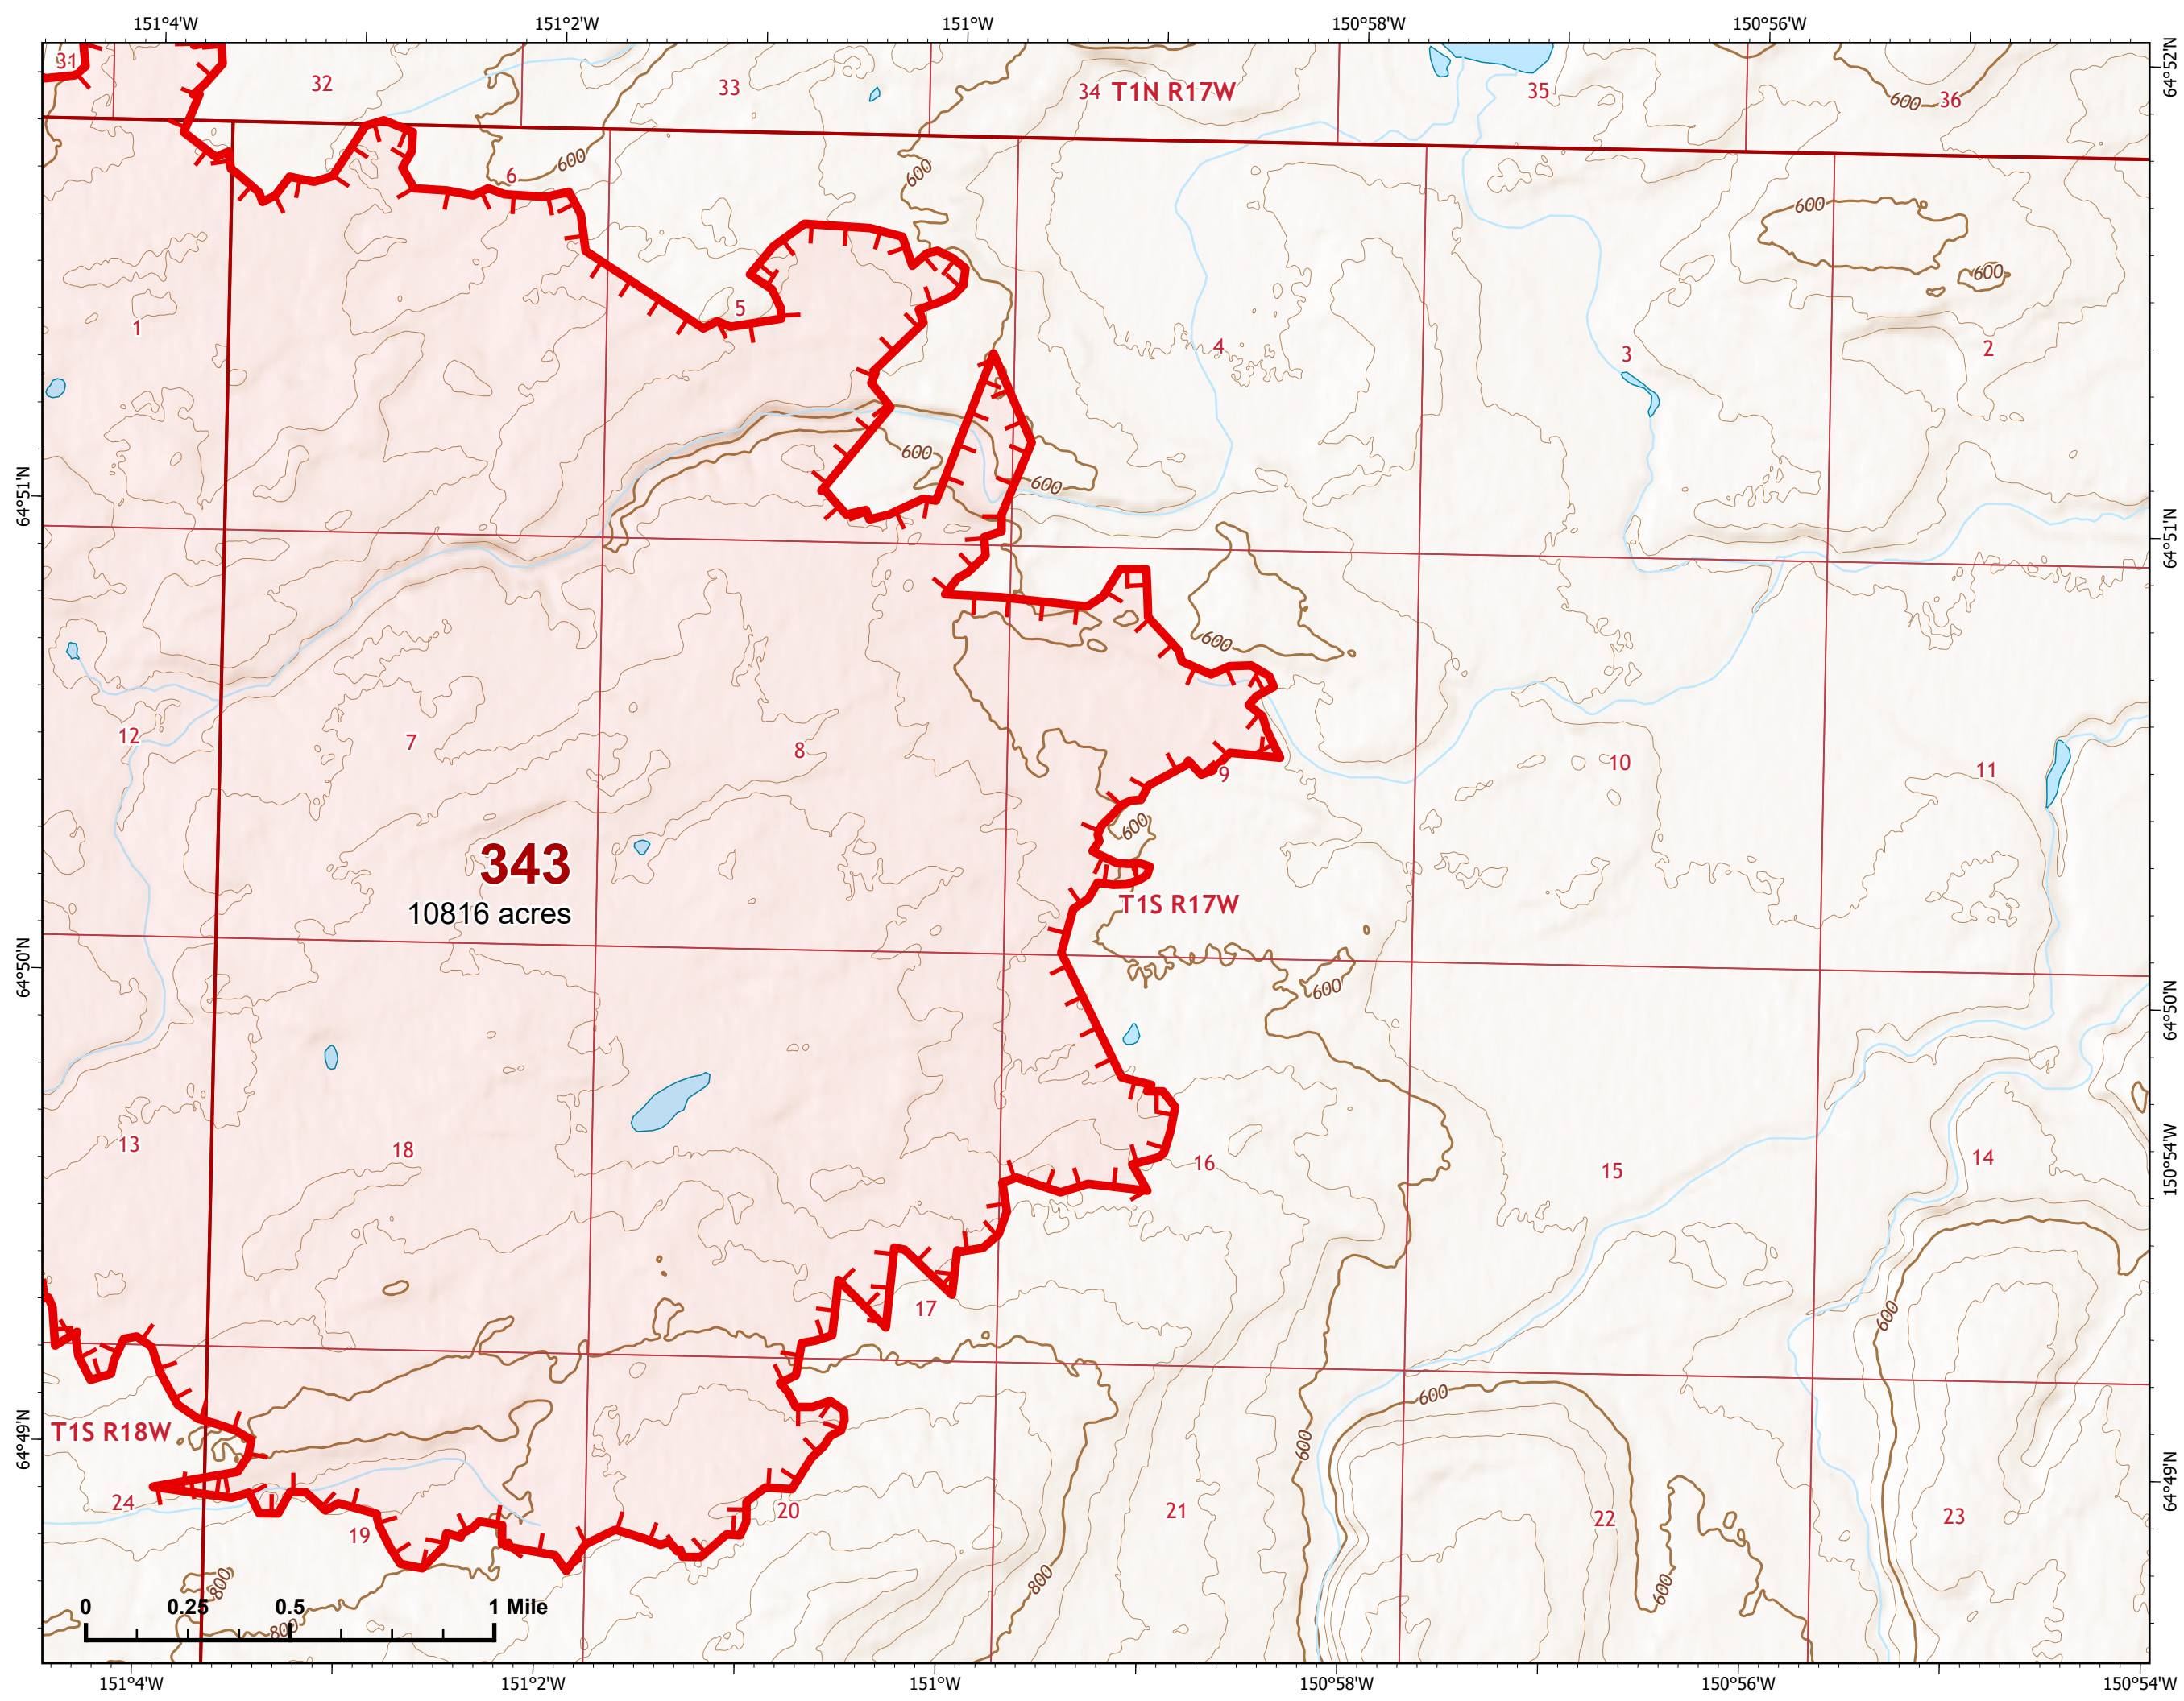 151°4'W 151°2'W 151°W 150°58'W 150°56'W
64°52'N
31 32 33 34 T1N R17W 35 36
600
6 600 600
600
600
5
1 4 3 2
600
600
64°51'N
64°51'N
600
12 7 8 9 10 11
600
343
10816 acres
T1S R17W
64°50'N
600
64°50'N
13 18 16 15 14
150°54'W
17
600
600
T1S R18W
64°49'N
600
64°49'N
24 19 20 21 22 23
800 800 600
0 0.25 0.5 1 Mile
800
151°4'W 151°2'W 151°W 150°58'W 150°56'W 150°54'W